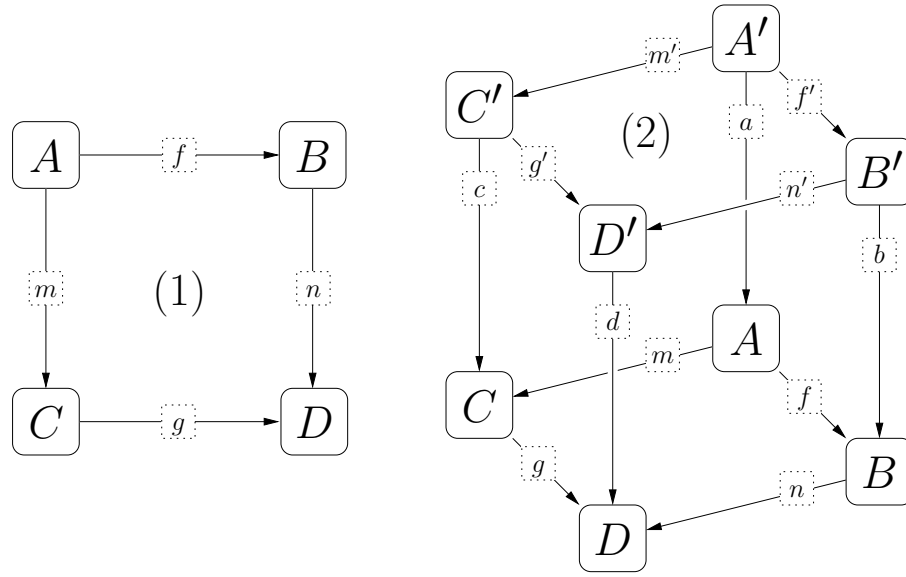 A f B
m (1) n
C g D
A′
m′
C′ f′
a
(2)
g′ B′
c n′
D′
b
d
A
m
C f
g B
n
D